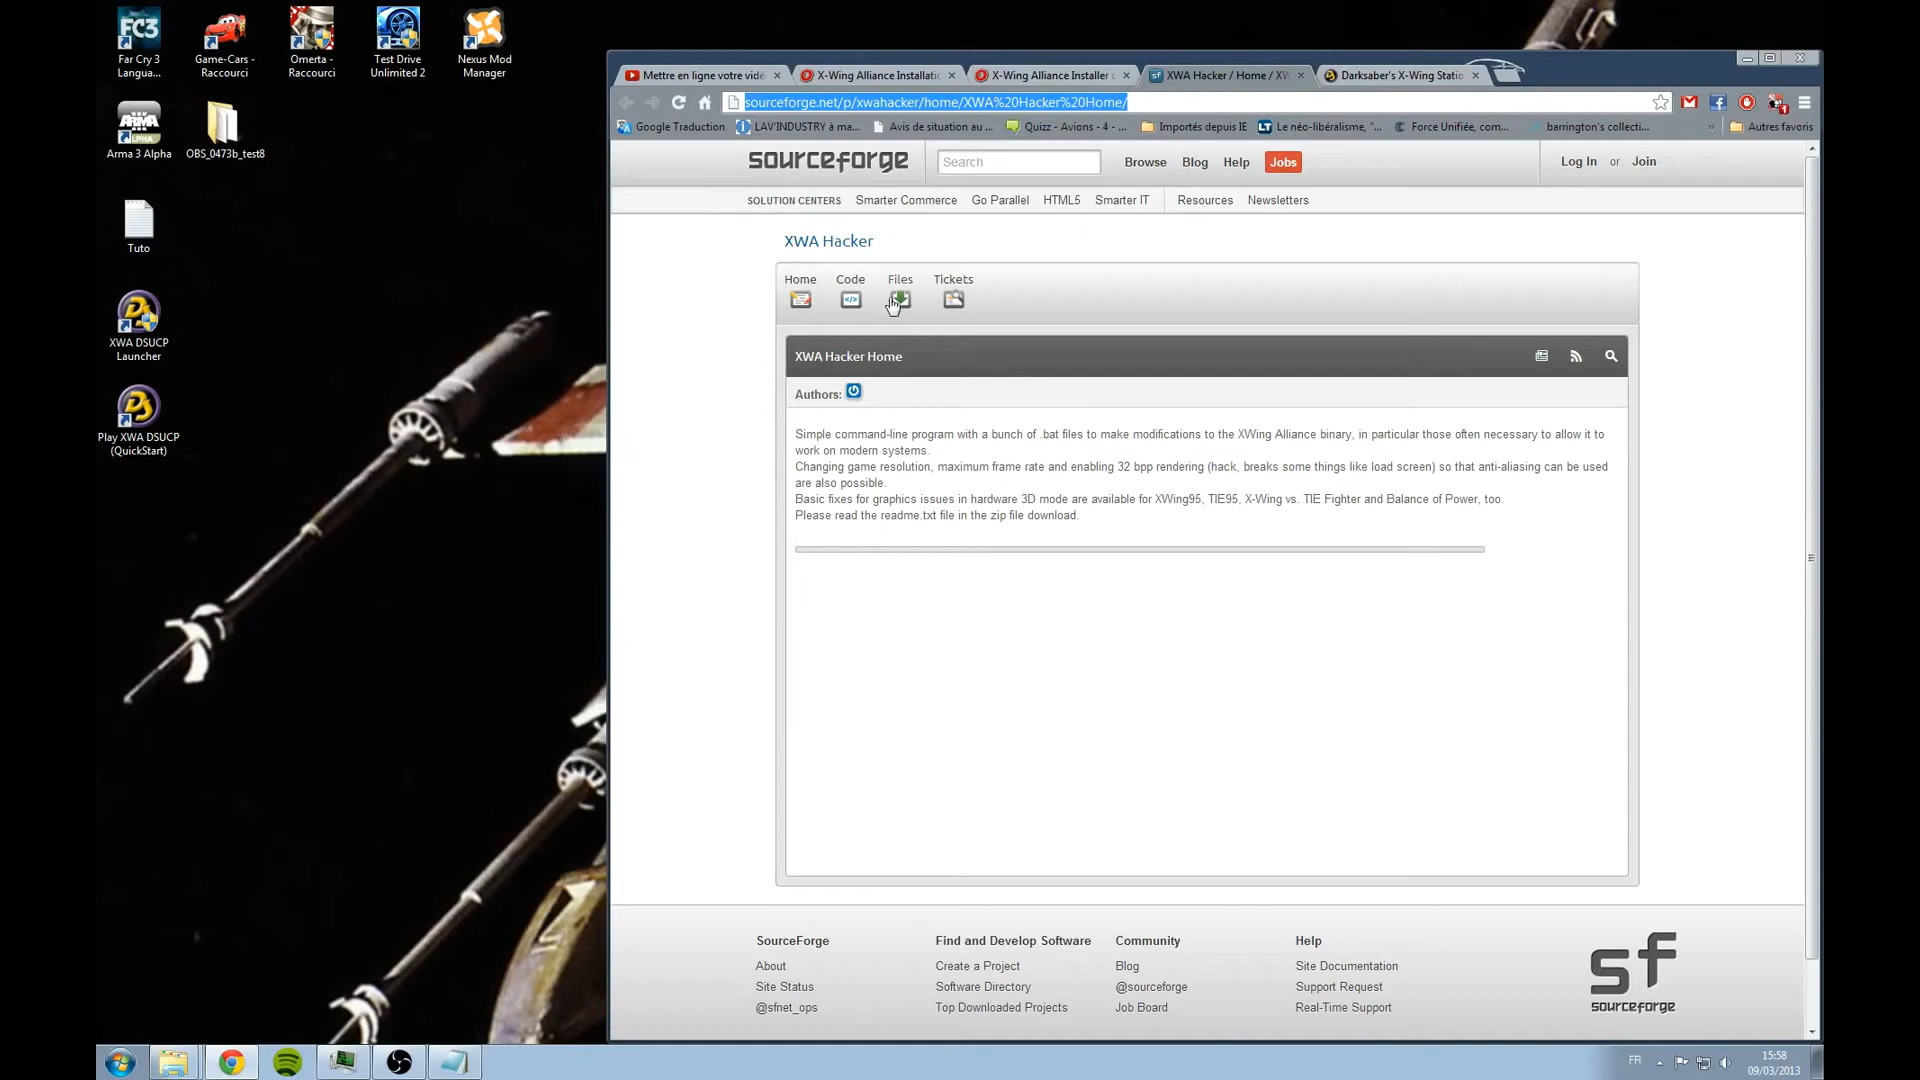 Far Cry 3
Langua...
Game-Cars -
Raccourci
Omerta -
Raccourci
Test Drive
Unlimited 2
Nexus Mod
Manager
FC3
ARMA
ALPHA
Arma 3 Alpha
OBS_0473b_test8
Tuto
XWA DSUCP
Launcher
Play XWA DSUCP
(QuickStart)
Mettre en ligne votre vidé
X-Wing Alliance Installatio
X-Wing Alliance Installer
XWA Hacker / Home / XW
Darksaber's X-Wing Statio
sourceforge.net/p/xwahacker/home/XWA%20Hacker%20Home/
Google Traduction
LAV'INDUSTRY à ma...
Avis de situation au ...
Quizz - Avions - 4 - ...
Importés depuis IE
LT
Le néo-libéralisme, "...
Force Unifiée, com...
barrington's collecti...
»
Autres favoris
sourceforge
Search
Browse
Blog
Help
Jobs
Log In or Join
SOLUTION CENTERS
Smarter Commerce
Go Parallel
HTML5
Smarter IT
Resources
Newsletters
XWA Hacker
Home
Code
Files
Tickets
XWA Hacker Home
Authors:
Simple command-line program with a bunch of .bat files to make modifications to the XWing Alliance binary, in particular those often necessary to allow it to
work on modern systems.
Changing game resolution, maximum frame rate and enabling 32 bpp rendering (hack, breaks some things like load screen) so that anti-aliasing can be used
are also possible.
Basic fixes for graphics issues in hardware 3D mode are available for XWing95, TIE95, X-Wing vs. TIE Fighter and Balance of Power, too.
Please read the readme.txt file in the zip file download.
SourceForge
About
Site Status
@sfnet_ops
Find and Develop Software
Create a Project
Software Directory
Top Downloaded Projects
Community
Blog
@sourceforge
Job Board
Help
Site Documentation
Support Request
Real-Time Support
sf
sourceforge
FR
15:58
09/03/2013